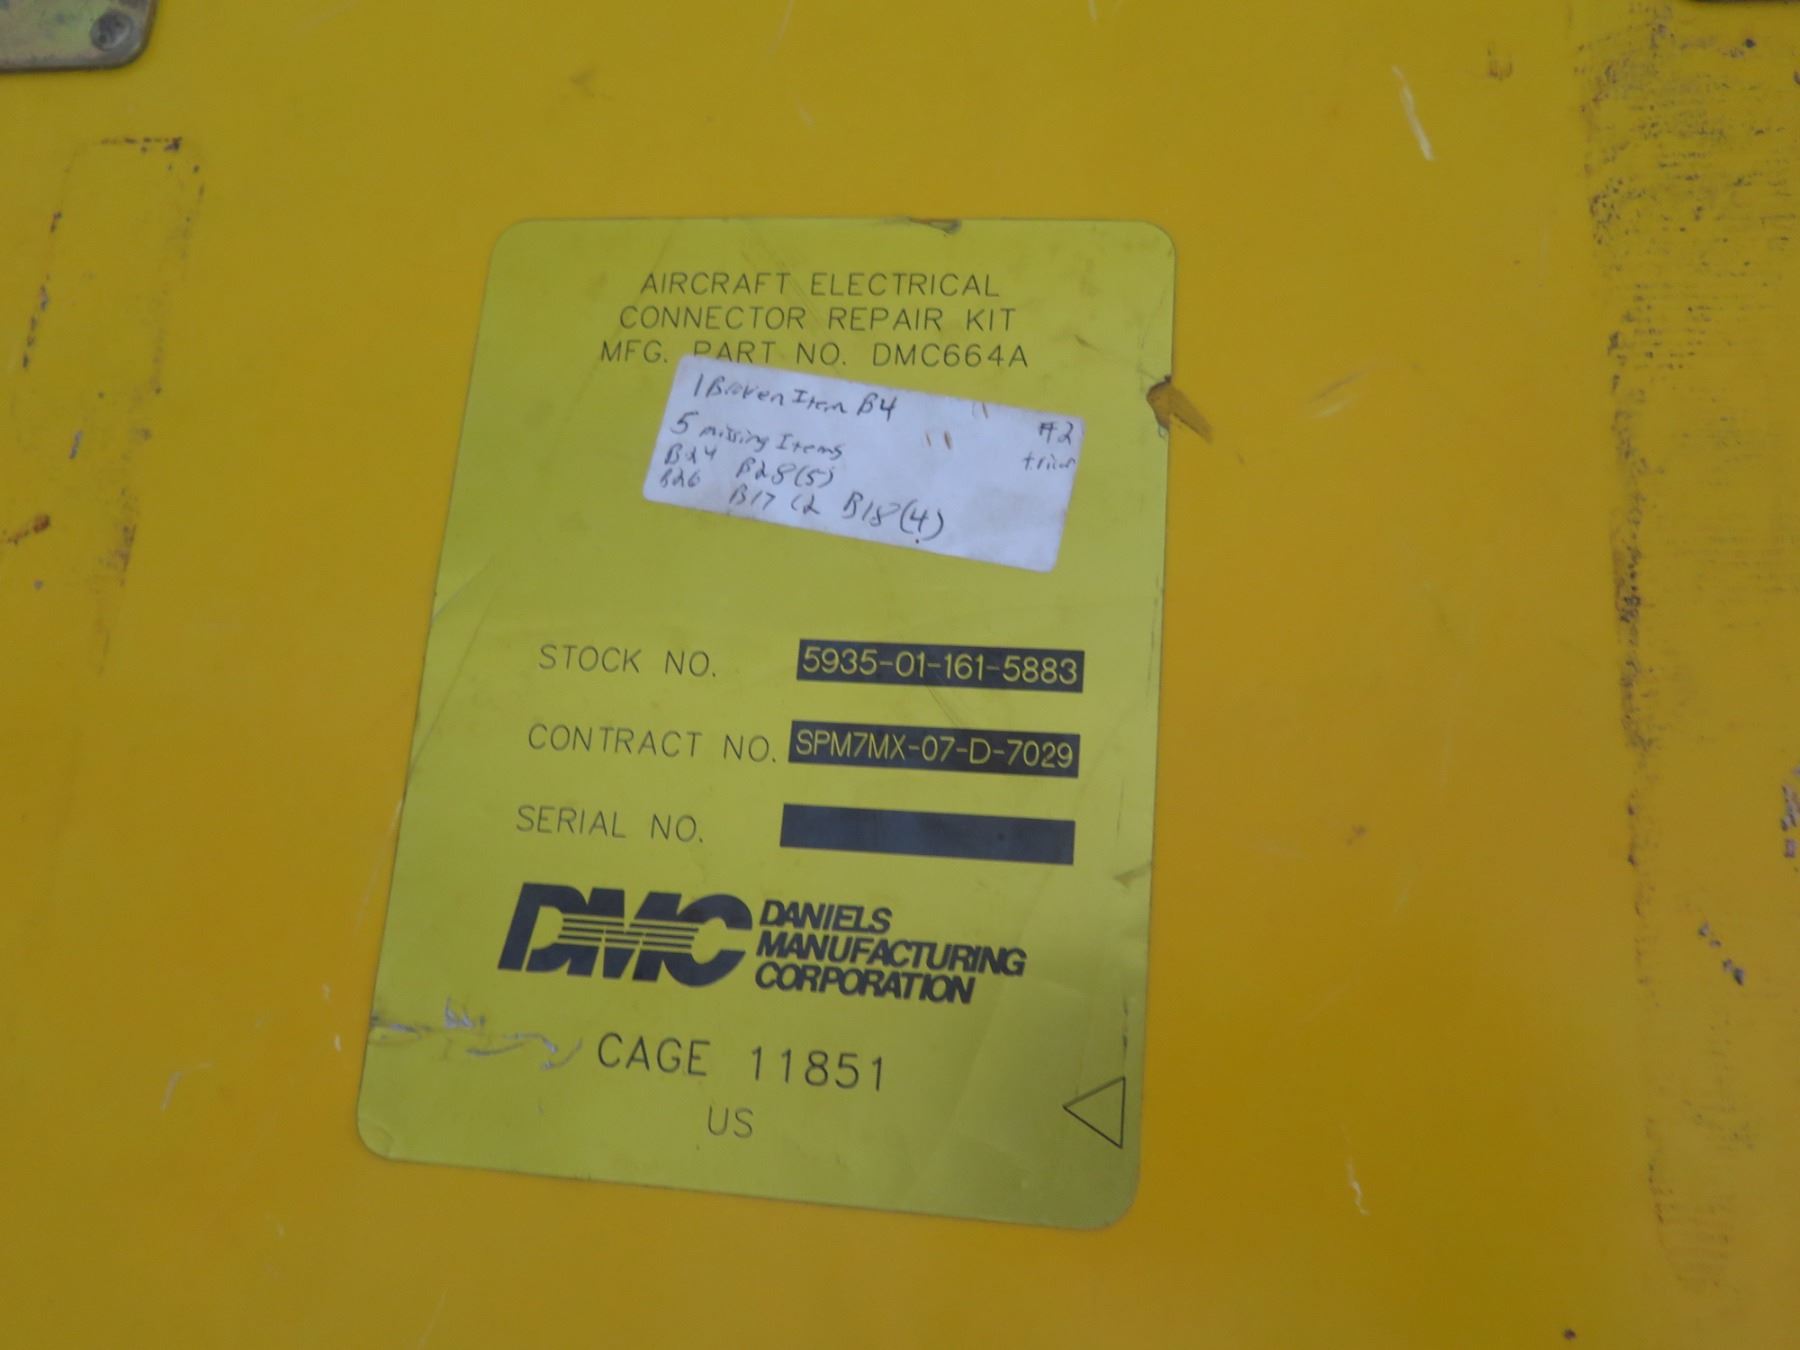 AIRCRAFT ELECTRICAL
CONNECTOR REPAIR KIT
MFG. PART NO. DMC664A
1 Broken Item B4
#2
5 missing Items
B24 B28(5)
B26 B17 B18(4)
STOCK NO. 5935-01-161-5883
CONTRACT NO. SPM7MX-07-D-7029
SERIAL NO.
DMC DANIELS
MANUFACTURING
CORPORATION
CAGE 11851
US